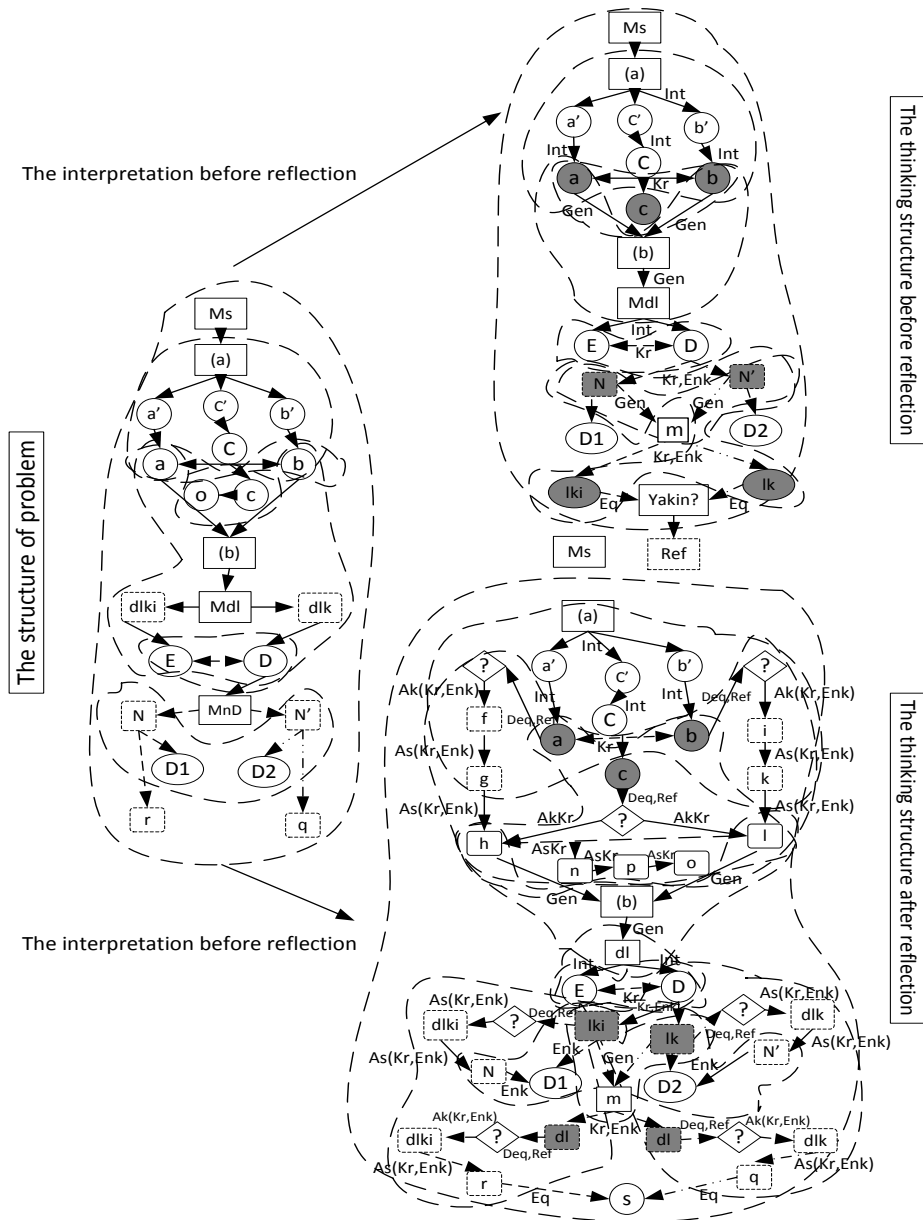 The structure of problem
Ms
(a)
a'
C'
b'
C
a
b
o
c
(b)
dlki
Mdl
dlk
E
D
MnD
N
N'
D1
D2
r
q
The interpretation before reflection
The interpretation before reflection
The thinking structure before reflection
Ms
(a)
Int
a'
C'
b'
Int
Int
Int
C
a
Kr
b
c
Gen
Gen
(b)
Gen
Mdl
Int
E
Kr
D
N
Kr,Enk
N'
Gen
Gen
D1
m
D2
Kr,Enk
lki
Eq
Yakin?
Eq
lk
Ref
Ms
The thinking structure after reflection
(a)
Int
?
a'
C'
b'
?
Ak(Kr,Enk)
Int
Int
Int
Deq,Ref
Ak(Kr,Enk)
f
Deq,Ref
C
i
a
Kr
b
As(Kr,Enk)
As(Kr,Enk)
g
c
k
Deq,Ref
As(Kr,Enk)
As(Kr,Enk)
AkKr
?
AkKr
h
l
AsKr
AsKr
AsKr
n
p
o
Gen
Gen
(b)
Gen
dl
Int
Int
E
Kr
D
As(Kr,Enk)
As(Kr,Enk)
dlki
?
Deq,Ref
lki
Kr,Enk
lk
Deq,Ref
?
dlk
As(Kr,Enk)
As(Kr,Enk)
N
Enk
Enk
D1
Gen
Enk
D2
N'
m
Ak(Kr,Enk)
Kr,Enk
Ak(Kr,Enk)
dlki
?
Deq,Ref
dl
dl
Deq,Ref
?
dlk
As(Kr,Enk)
As(Kr,Enk)
r
Eq
s
Eq
q